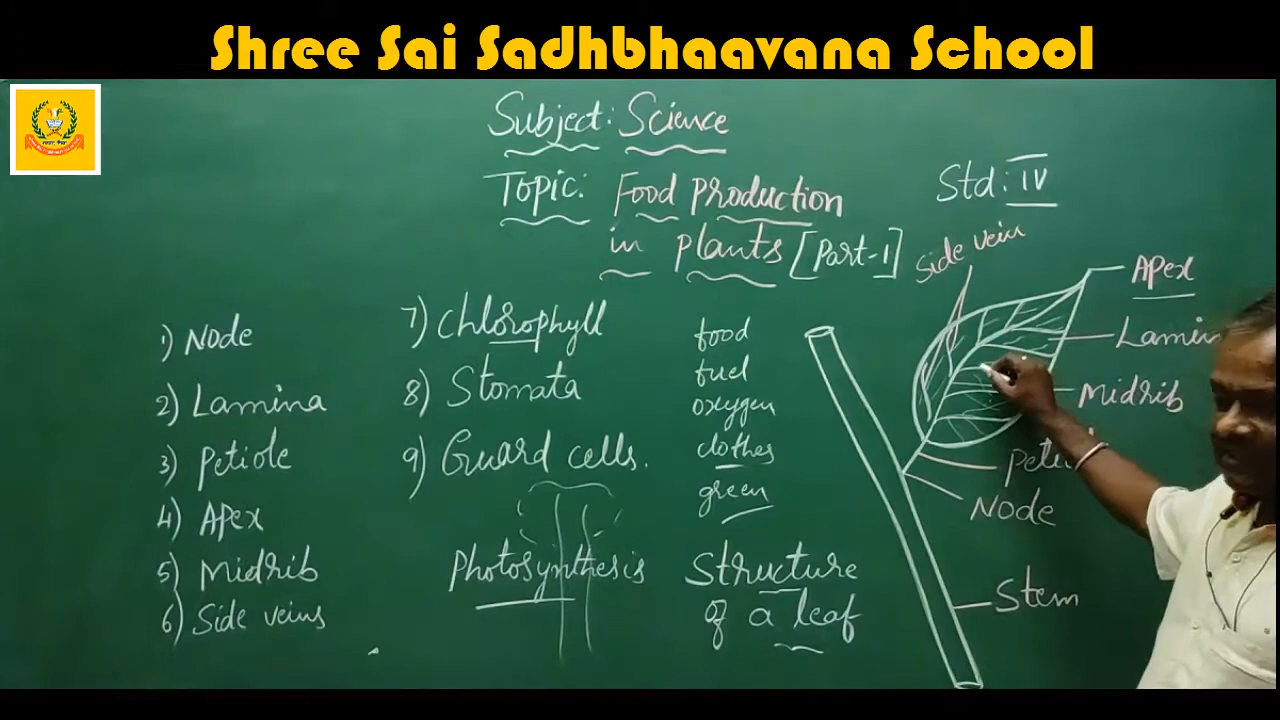 Shree Sai Sadhbhaavana School
Subject: Science
Topic: Food production
in plants [Part-1]
Std: IV
1) Node
2) Lamina
3) Petiole
4) Apex
5) Midrib
6) Side veins
7) Chlorophyll
8) Stomata
9) Guard cells.
Photosynthesis
food
fuel
oxygen
clothes
green
Structure
of a leaf
Side vein
Apex
Midrib
Node
Stem